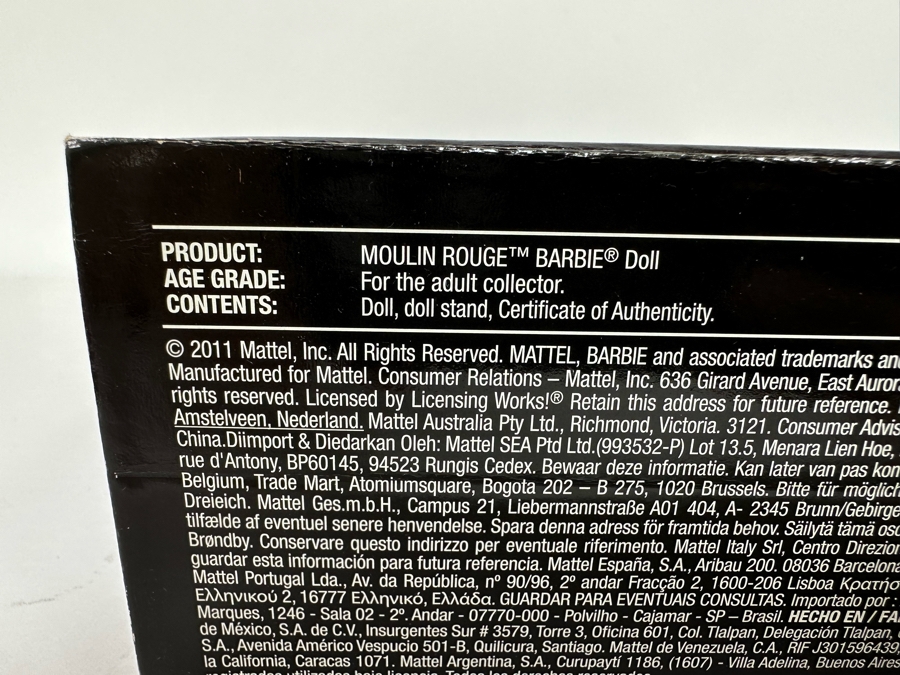 PRODUCT: MOULIN ROUGE™ BARBIE® Doll
AGE GRADE: For the adult collector.
CONTENTS: Doll, doll stand, Certificate of Authenticity.
© 2011 Mattel, Inc. All Rights Reserved. MATTEL, BARBIE and associated trademarks and
Manufactured for Mattel. Consumer Relations – Mattel, Inc. 636 Girard Avenue, East Auror
rights reserved. Licensed by Licensing Works!® Retain this address for future reference.
Amstelveen, Nederland. Mattel Australia Pty Ltd., Richmond, Victoria. 3121. Consumer Advis
China.Diimport & Diedarkan Oleh: Mattel SEA Ptd Ltd.(993532-P) Lot 13.5, Menara Lien Hoe,
rue d'Antony, BP60145, 94523 Rungis Cedex. Bewaar deze informatie. Kan later van pas kom
Belgium, Trade Mart, Atomiumsquare, Bogota 202 – B 275, 1020 Brussels. Bitte für möglich
Dreieich. Mattel Ges.m.b.H., Campus 21, Liebermannstraße A01 404, A- 2345 Brunn/Gebirge
tilfælde af eventuel senere henvendelse. Spara denna adress för framtida behov. Säilytä tämä oso
Brøndby. Conservare questo indirizzo per eventuale riferimento. Mattel Italy Srl, Centro Direzion
guardar esta información para futura referencia. Mattel España, S.A., Aribau 200. 08036 Barcelona
Mattel Portugal Lda., Av. da República, nº 90/96, 2º andar Fracção 2, 1600-206 Lisboa Κρατήσ
Ελληνικού 2, 16777 Ελληνικό, Ελλάδα. GUARDAR PARA EVENTUAIS CONSULTAS. Importado por :
Marques, 1246 - Sala 02 - 2º. Andar - 07770-000 - Polvilho - Cajamar - SP – Brasil. HECHO EN / FA
de México, S.A. de C.V., Insurgentes Sur # 3579, Torre 3, Oficina 601, Col. Tlalpan, Delegación Tlalpan,
S.A., Avenida Américo Vespucio 501-B, Quilicura, Santiago. Mattel de Venezuela, C.A., RIF J301596439,
la California, Caracas 1071. Mattel Argentina, S.A., Curupaytí 1186, (1607) - Villa Adelina, Buenos Aires